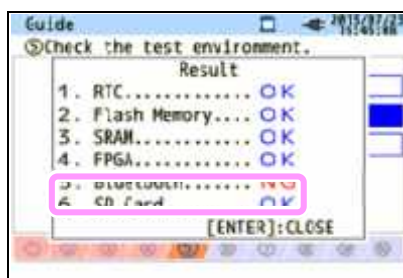 Guide
⑤Check the test environment.
Result
1. RTC............. OK
2. Flash Memory.... OK
3. SRAM............ OK
4. FPGA............ OK
5. Bluetooth....... NG
6 SD Card OK
[ENTER]:CLOSE